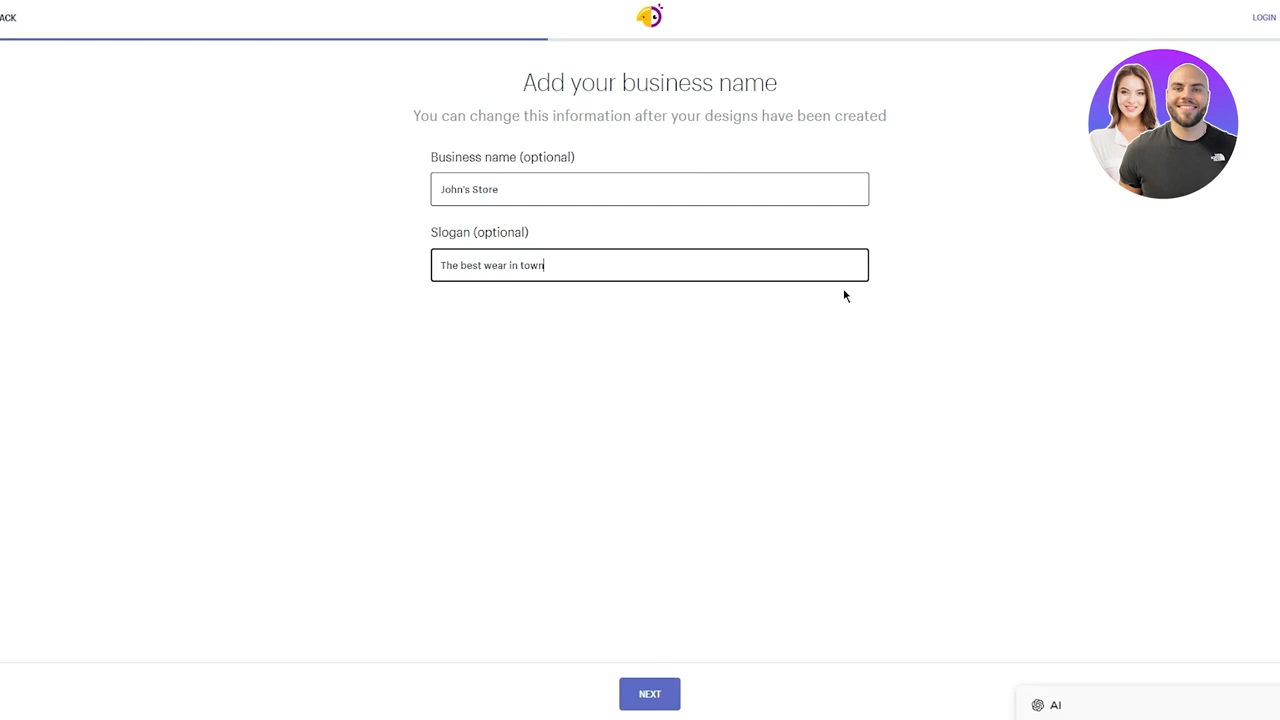 ACK
LOGIN
Add your business name
You can change this information after your designs have been created
Business name (optional)
John's Store
Slogan (optional)
The best wear in town
NEXT
AI